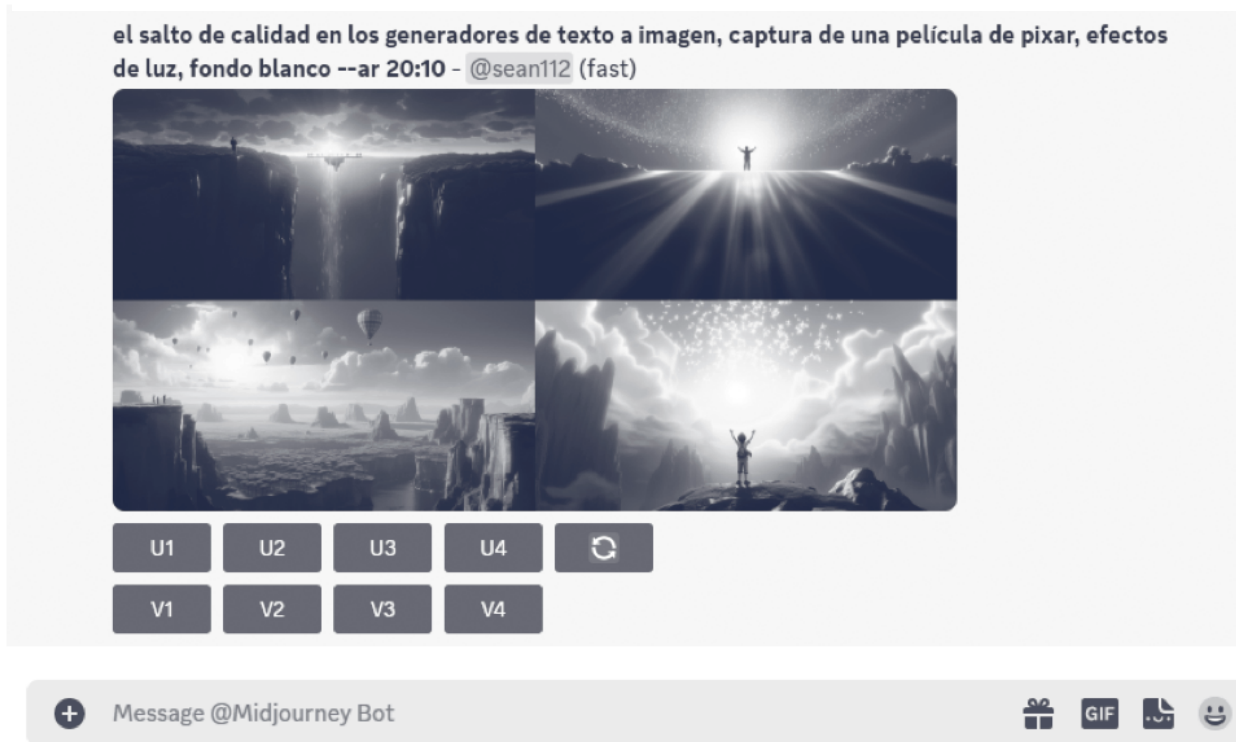 el salto de calidad en los generadores de texto a imagen, captura de una película de pixar, efectos
de luz, fondo blanco --ar 20:10 - @sean112 (fast)
U1 U2 U3 U4
V1 V2 V3 V4
Message @Midjourney Bot GIF